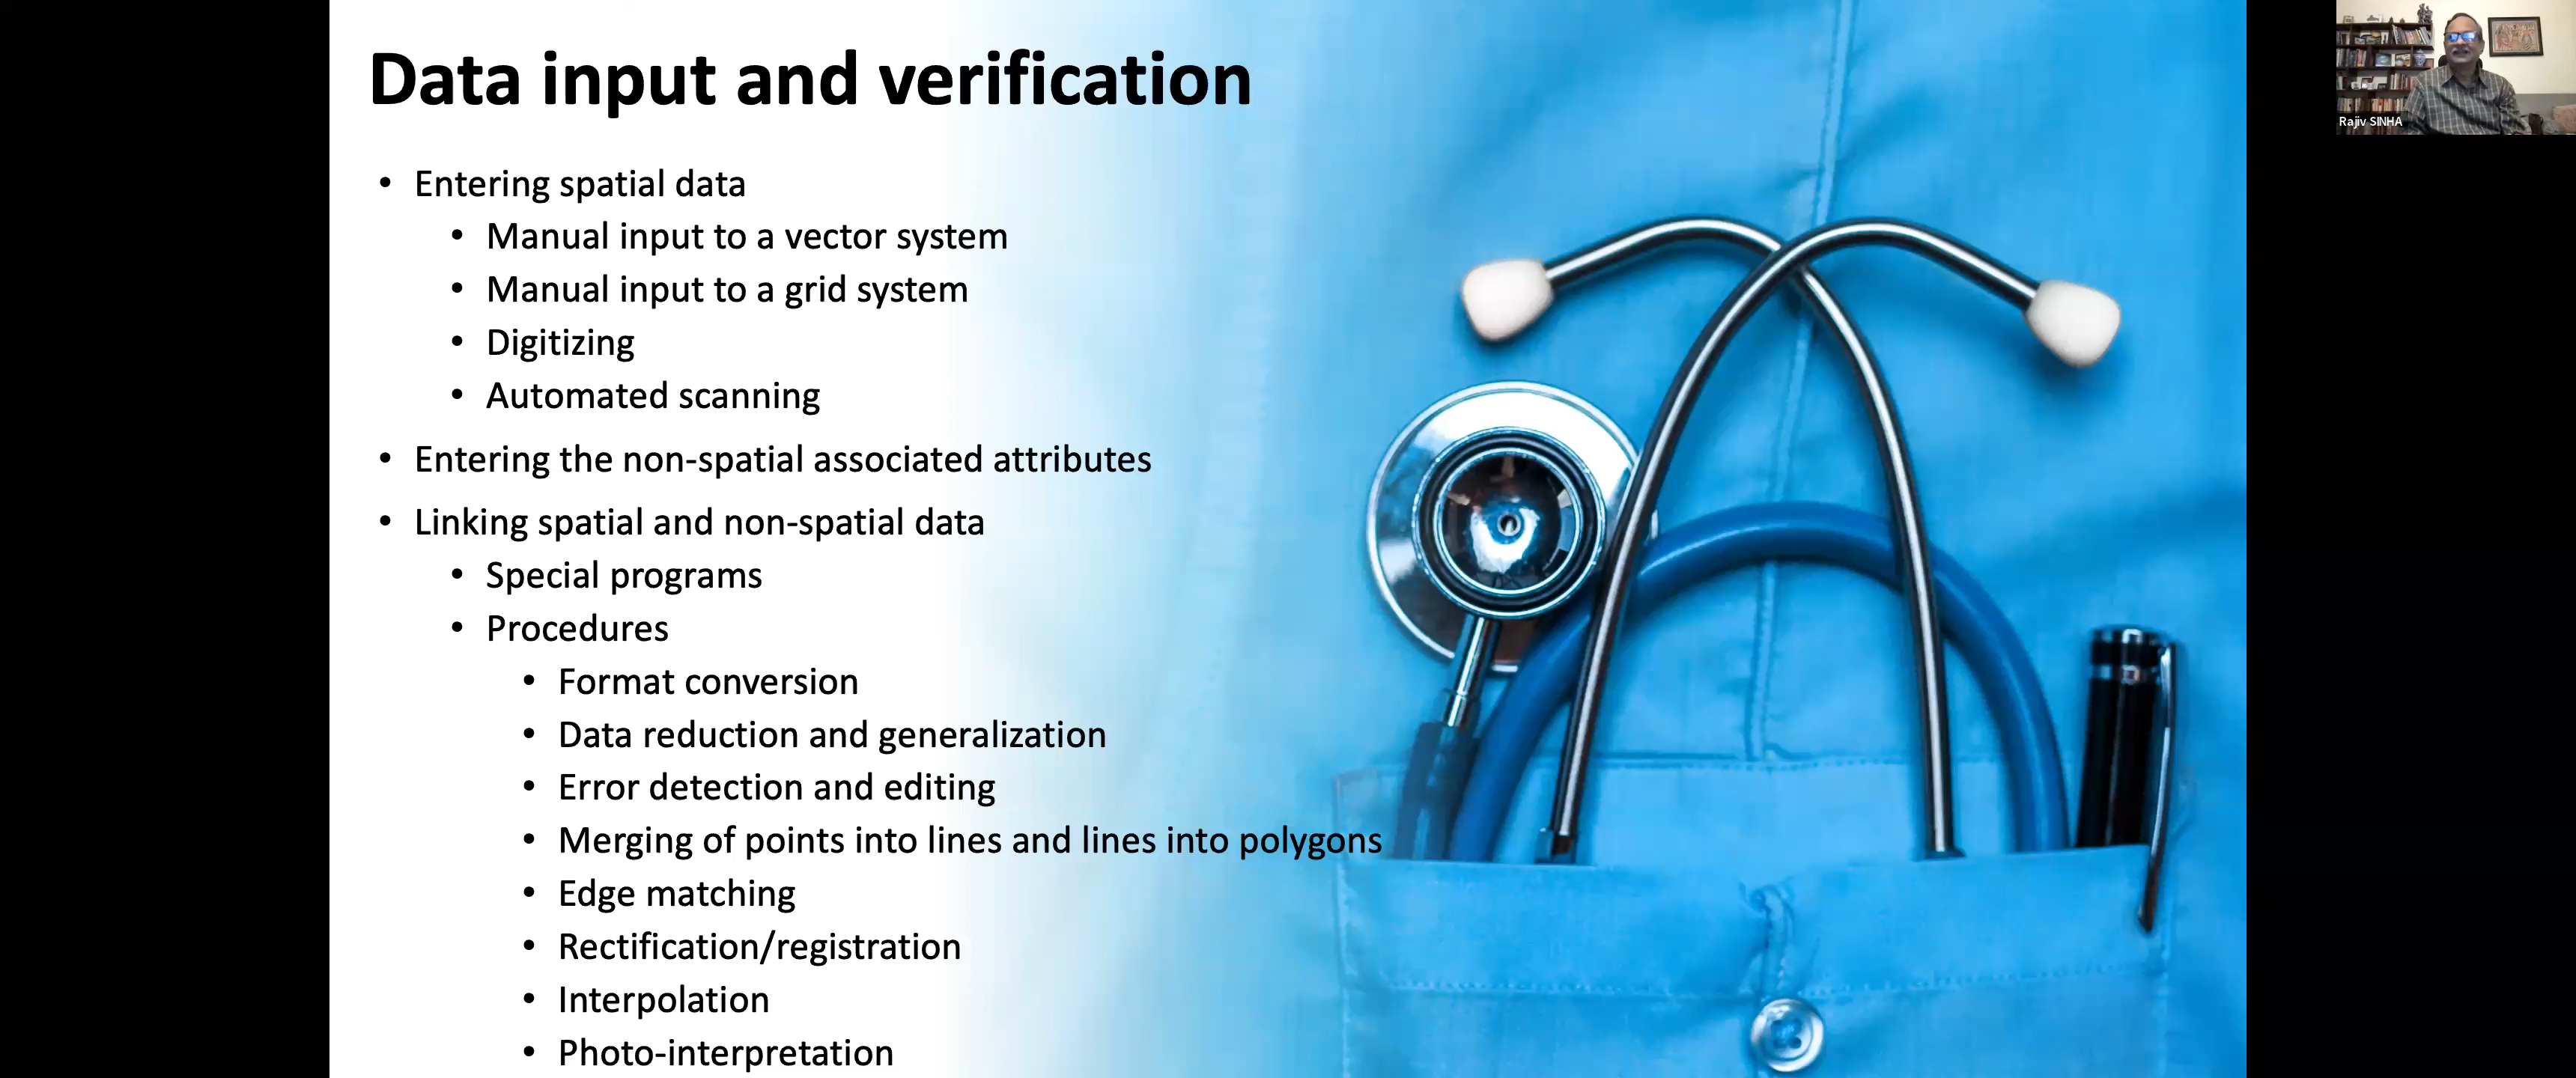 Data input and verification
Rajiv SINHA
• Entering spatial data
• Manual input to a vector system
• Manual input to a grid system
• Digitizing
• Automated scanning
• Entering the non-spatial associated attributes
• Linking spatial and non-spatial data
• Special programs
• Procedures
• Format conversion
• Data reduction and generalization
• Error detection and editing
• Merging of points into lines and lines into polygons
• Edge matching
• Rectification/registration
• Interpolation
• Photo-interpretation